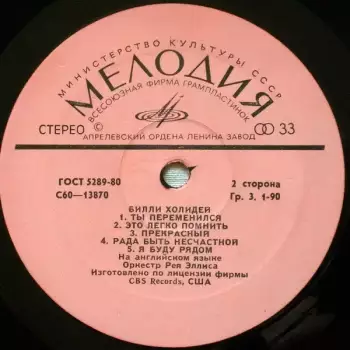 МИНИСТЕРСТВО КУЛЬТУРЫ СССР
МЕЛОДИЯ
© ВСЕСОЮЗНАЯ ФИРМА ГРАМПЛАСТИНОК
СТЕРЕО
33
АПРЕЛЕВСКИЙ ОРДЕНА ЛЕНИНА ЗАВОД
ГОСТ 5289-80
2 сторона
С60—13870
Гр. 3. 1-90
БИЛЛИ ХОЛИДЕЙ
1. ТЫ ПЕРЕМЕНИЛСЯ
2. ЭТО ЛЕГКО ПОМНИТЬ
3. ПРЕКРАСНЫЙ
4. РАДА БЫТЬ НЕСЧАСТНОЙ
5. Я БУДУ РЯДОМ
На английском языке
Оркестр Рея Эллиса
Изготовлено по лицензии фирмы
CBS Records, США